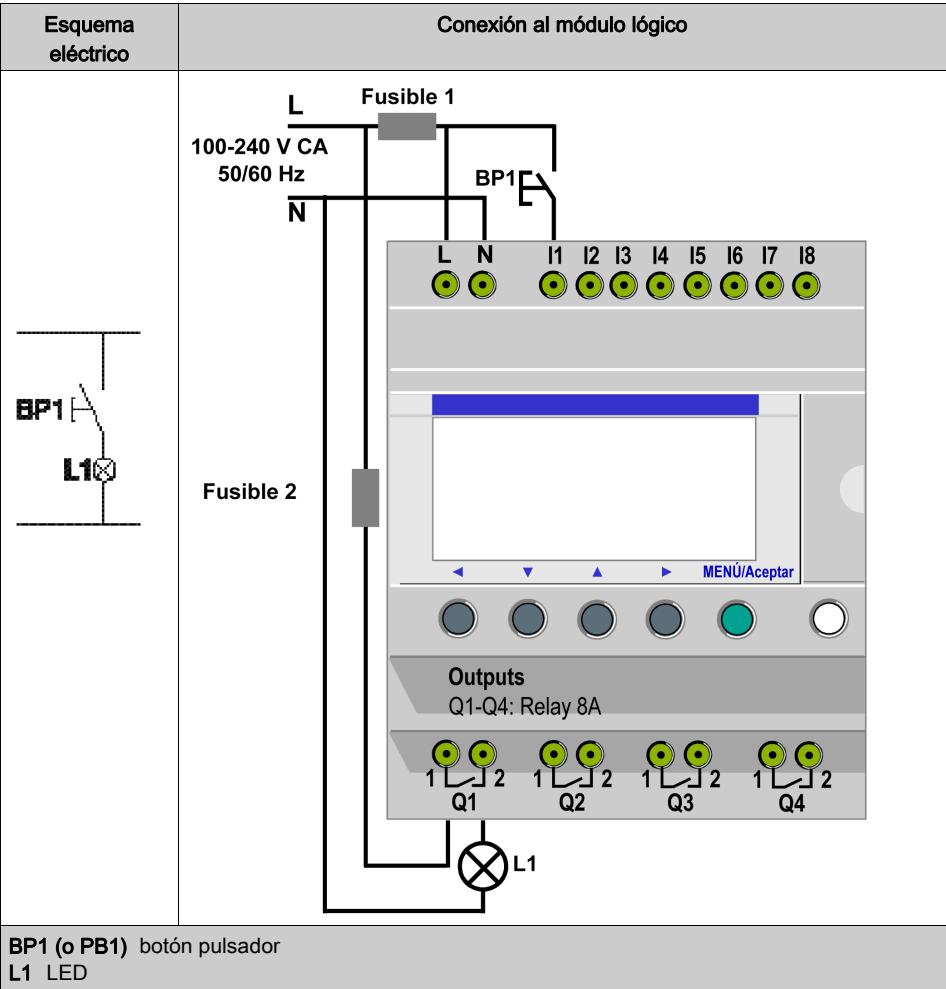 Esquema
eléctrico
Conexión al módulo lógico
L
Fusible 1
100-240 V CA
50/60 Hz
BP1
N
L N I1 I2 I3 I4 I5 I6 I7 I8
BP1
L1
Fusible 2
MENÚ/Aceptar
Outputs
Q1-Q4: Relay 8A
1 2 1 2 1 2 1 2
Q1 Q2 Q3 Q4
L1
BP1 (o PB1) botón pulsador
L1 LED